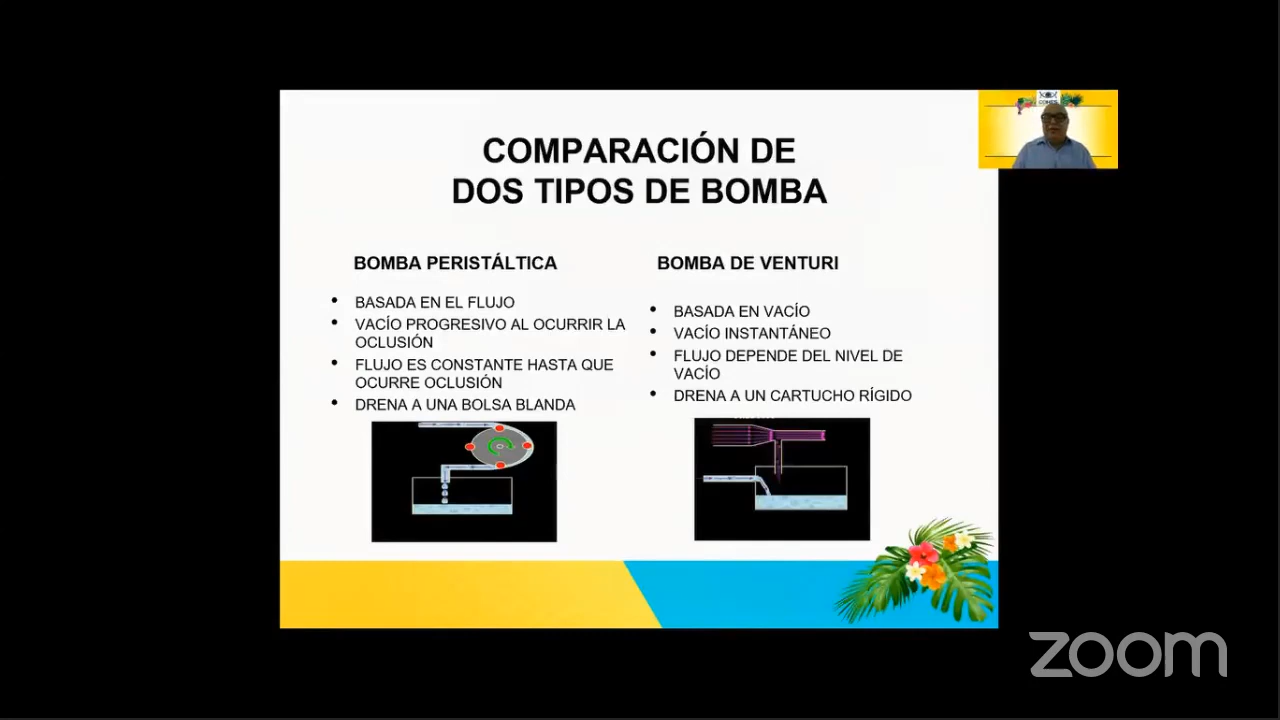 COMPARACIÓN DE
DOS TIPOS DE BOMBA
BOMBA PERISTÁLTICA
• BASADA EN EL FLUJO
• VACÍO PROGRESIVO AL OCURRIR LA
OCLUSIÓN
• FLUJO ES CONSTANTE HASTA QUE
OCURRE OCLUSIÓN
• DRENA A UNA BOLSA BLANDA
BOMBA DE VENTURI
• BASADA EN VACÍO
• VACÍO INSTANTÁNEO
• FLUJO DEPENDE DEL NIVEL DE
VACÍO
• DRENA A UN CARTUCHO RÍGIDO
zoom